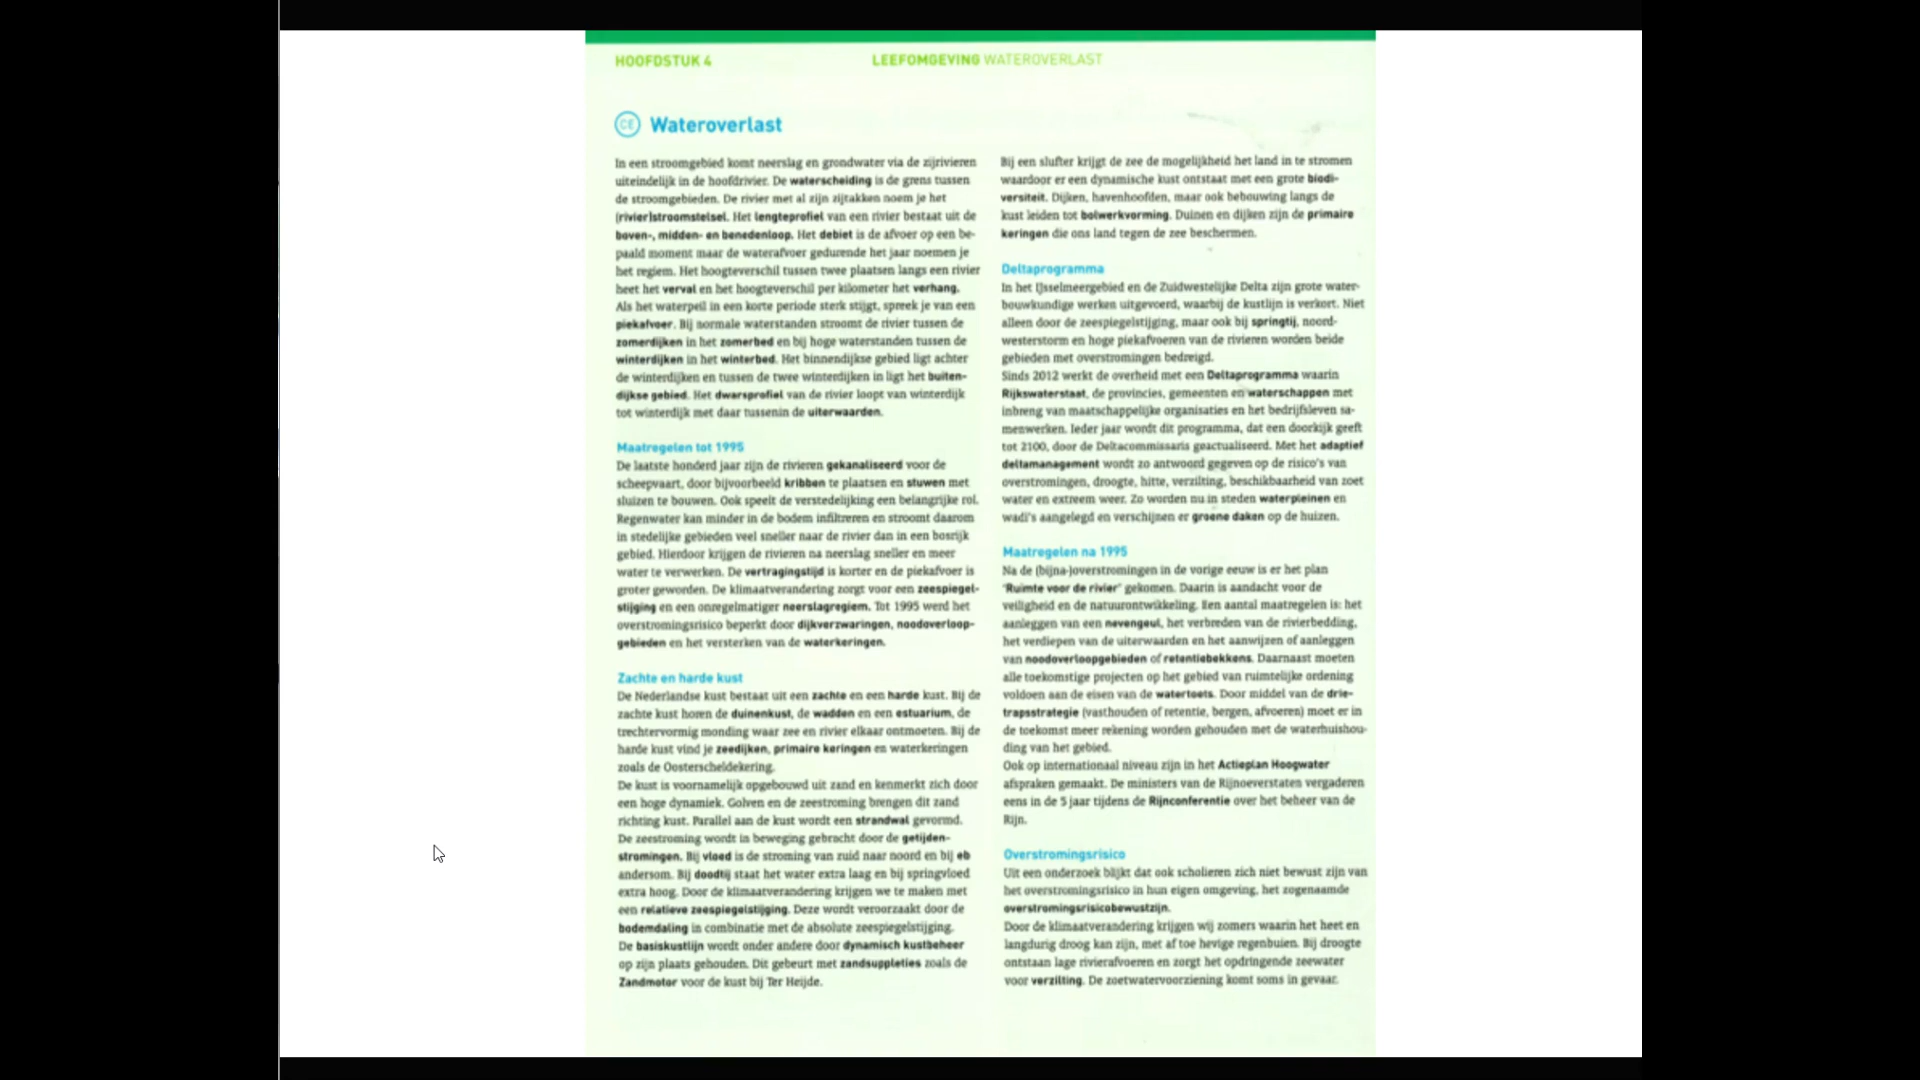 HOOFDSTUK 4
LEEFOMGEVING WATEROVERLAST
CE Wateroverlast
In een stroomgebied komt neerslag en grondwater via de zijrivieren
uiteindelijk in de hoofdrivier. De waterscheiding is de grens tussen
de stroomgebieden. De rivier met al zijn zijtakken noem je het
(rivier)stroomstelsel. Het lengteprofiel van een rivier bestaat uit de
boven-, midden- en benedenloop. Het debiet is de afvoer op een be-
paald moment maar de waterafvoer gedurende het jaar noemen je
het regiem. Het hoogteverschil tussen twee plaatsen langs een rivier
heet het verval en het hoogteverschil per kilometer het verhang.
Als het waterpeil in een korte periode sterk stijgt, spreek je van een
piekafvoer. Bij normale waterstanden stroomt de rivier tussen de
zomerdijken in het zomerbed en bij hoge waterstanden tussen de
winterdijken in het winterbed. Het binnendijkse gebied ligt achter
de winterdijken en tussen de twee winterdijken in ligt het buiten-
dijkse gebied. Het dwarsprofiel van de rivier loopt van winterdijk
tot winterdijk met daar tussenin de uiterwaarden.
Maatregelen tot 1995
De laatste honderd jaar zijn de rivieren gekanaliseerd voor de
scheepvaart, door bijvoorbeeld kribben te plaatsen en stuwen met
sluizen te bouwen. Ook speelt de verstedelijking een belangrijke rol.
Regenwater kan minder in de bodem infiltreren en stroomt daarom
in stedelijke gebieden veel sneller naar de rivier dan in een bosrijk
gebied. Hierdoor krijgen de rivieren na neerslag sneller en meer
water te verwerken. De vertragingstijd is korter en de piekafvoer is
groter geworden. De klimaatverandering zorgt voor een zeespiegel-
stijging en een onregelmatiger neerslagregiem. Tot 1995 werd het
overstromingsrisico beperkt door dijkverzwaringen, noodoverloop-
gebieden en het versterken van de waterkeringen.
Zachte en harde kust
De Nederlandse kust bestaat uit een zachte en een harde kust. Bij de
zachte kust horen de duinenkust, de wadden en een estuarium, de
trechtervormig monding waar zee en rivier elkaar ontmoeten. Bij de
harde kust vind je zeedijken, primaire keringen en waterkeringen
zoals de Oosterscheldekering.
De kust is voornamelijk opgebouwd uit zand en kenmerkt zich door
een hoge dynamiek. Golven en de zeestroming brengen dit zand
richting kust. Parallel aan de kust wordt een strandwal gevormd.
De zeestroming wordt in beweging gebracht door de getijden-
stromingen. Bij vloed is de stroming van zuid naar noord en bij eb
andersom. Bij doodtij staat het water extra laag en bij springvloed
extra hoog. Door de klimaatverandering krijgen we te maken met
een relatieve zeespiegelstijging. Deze wordt veroorzaakt door de
bodemdaling in combinatie met de absolute zeespiegelstijging.
De basiskustlijn wordt onder andere door dynamisch kustbeheer
op zijn plaats gehouden. Dit gebeurt met zandsuppleties zoals de
Zandmotor voor de kust bij Ter Heijde.
Bij een slufter krijgt de zee de mogelijkheid het land in te stromen
waardoor er een dynamische kust ontstaat met een grote biodi-
versiteit. Dijken, havenhoofden, maar ook bebouwing langs de
kust leiden tot bolwerkvorming. Duinen en dijken zijn de primaire
keringen die ons land tegen de zee beschermen.
Deltaprogramma
In het IJsselmeergebied en de Zuidwestelijke Delta zijn grote water-
bouwkundige werken uitgevoerd, waarbij de kustlijn is verkort. Niet
alleen door de zeespiegelstijging, maar ook bij springtij, noord-
westerstorm en hoge piekafvoeren van de rivieren worden beide
gebieden met overstromingen bedreigd.
Sinds 2012 werkt de overheid met een Deltaprogramma waarin
Rijkswaterstaat, de provincies, gemeenten en waterschappen met
inbreng van maatschappelijke organisaties en het bedrijfsleven sa-
menwerken. Ieder jaar wordt dit programma, dat een doorkijk geeft
tot 2100, door de Deltacommissaris geactualiseerd. Met het adaptief
deltamanagement wordt zo antwoord gegeven op de risico's van
overstromingen, droogte, hitte, verzilting, beschikbaarheid van zoet
water en extreem weer. Zo worden nu in steden waterpleinen en
wadi's aangelegd en verschijnen er groene daken op de huizen.
Maatregelen na 1995
Na de (bijna-)overstromingen in de vorige eeuw is er het plan
'Ruimte voor de rivier' gekomen. Daarin is aandacht voor de
veiligheid en de natuurontwikkeling. Een aantal maatregelen is: het
aanleggen van een nevengeul, het verbreden van de rivierbedding,
het verdiepen van de uiterwaarden en het aanwijzen of aanleggen
van noodoverloopgebieden of retentiebekkens. Daarnaast moeten
alle toekomstige projecten op het gebied van ruimtelijke ordening
voldoen aan de eisen van de watertoets. Door middel van de drie-
trapsstrategie (vasthouden of retentie, bergen, afvoeren) moet er in
de toekomst meer rekening worden gehouden met de waterhuishou-
ding van het gebied.
Ook op internationaal niveau zijn in het Actieplan Hoogwater
afspraken gemaakt. De ministers van de Rijnoeverstaten vergaderen
eens in de 5 jaar tijdens de Rijnconferentie over het beheer van de
Rijn.
Overstromingsrisico
Uit een onderzoek blijkt dat ook scholieren zich niet bewust zijn van
het overstromingsrisico in hun eigen omgeving, het zogenaamde
overstromingsrisicobewustzijn.
Door de klimaatverandering krijgen wij zomers waarin het heet en
langdurig droog kan zijn, met af toe hevige regenbuien. Bij droogte
ontstaan lage rivierafvoeren en zorgt het opdringende zeewater
voor verzilting. De zoetwatervoorziening komt soms in gevaar.